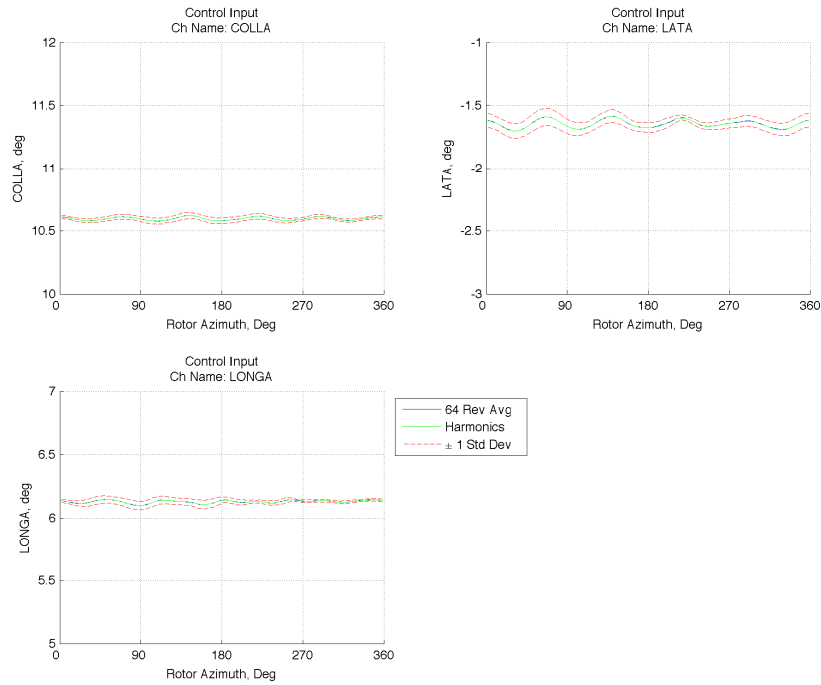 Control Input
Ch Name: COLLA
12
11.5
11
10.5
10
COLLA, deg
0 90 180 270 360
Rotor Azimuth, Deg
Control Input
Ch Name: LATA
-1
-1.5
-2
-2.5
-3
LATA, deg
0 90 180 270 360
Rotor Azimuth, Deg
Control Input
Ch Name: LONGA
7
6.5
6
5.5
5
LONGA, deg
0 90 180 270 360
Rotor Azimuth, Deg
64 Rev Avg
Harmonics
± 1 Std Dev